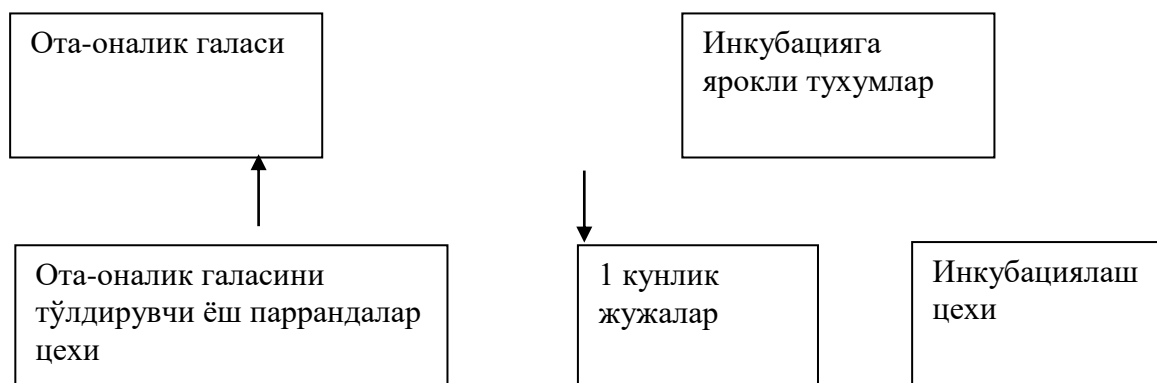 Ота-оналик галаси
Инкубацияга
ярокли тухумлар
Ота-оналик галасини
тўлдирувчи ёш паррандалар
цехи
1 кунлик
жужалар
Инкубациялаш
цехи